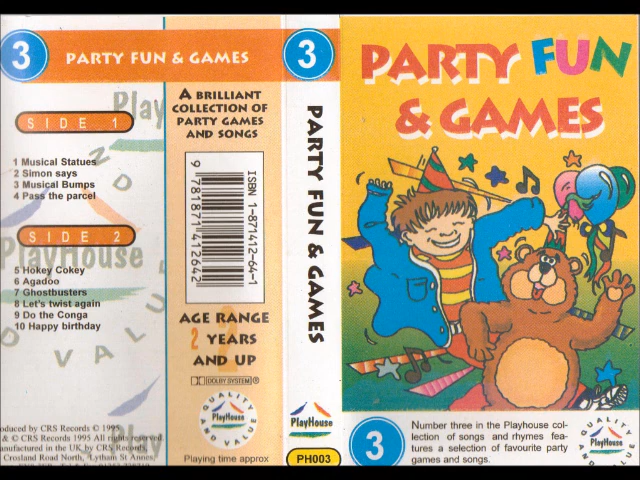 3
PARTY FUN & GAMES
PlayHouse
SIDE 1
1 Musical Statues
2 Simon says
3 Musical Bumps
4 Pass the parcel
SIDE 2
PlayHouse
5 Hokey Cokey
6 Agadoo
7 Ghostbusters
8 Let's twist again
9 Do the Conga
10 Happy birthday
oduced by CRS Records © 1995
& © CRS Records 1995 All rights reserved
anufactured in the UK by CRS Records
Crosland Road North, Lytham St Annes,
A BRILLIANT
COLLECTION OF
PARTY GAMES
AND SONGS
ISBN 1-871412-64-1
9 781871 412642
AGE RANGE
2 YEARS
AND UP
DOLBY SYSTEM ®
QUALITY
PlayHouse
AND VALUE
Playing time approx
3
PARTY FUN & GAMES
PlayHouse
PH003
PARTY FUN
& GAMES
3
Number three in the Playhouse col-
lection of songs and rhymes fea-
tures a selection of favourite party
games and songs.
QUALITY
PlayHouse